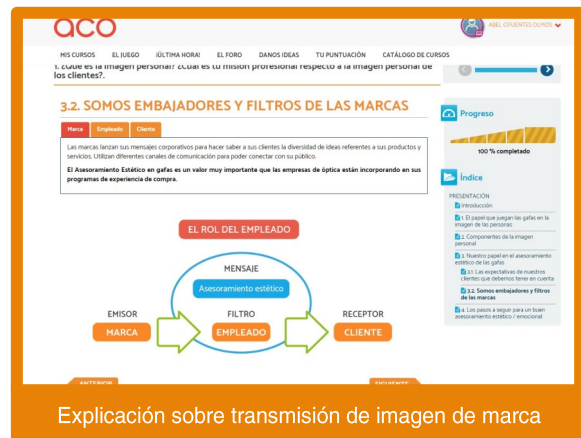 aco
ABEL CIFUENTES OLMOS
MIS CURSOS EL JUEGO ¡ÚLTIMA HORA! EL FORO DANOS IDEAS TU PUNTUACIÓN CATÁLOGO DE CURSOS
1. ¿Qué es la imagen personal? ¿Cuál es tu misión profesional respecto a la imagen personal de
los clientes?.
3.2. SOMOS EMBAJADORES Y FILTROS DE LAS MARCAS
Marca Empleado Cliente
Las marcas lanzan sus mensajes corporativos para hacer saber a sus clientes la diversidad de ideas referentes a sus productos y
servicios. Utilizan diferentes canales de comunicación para poder conectar con su público.
El Asesoramiento Estético en gafas es un valor muy importante que las empresas de òptica están incorporando en sus
programas de experiencia de compra.
EL ROL DEL EMPLEADO
MENSAJE
Asesoramiento estético
EMISOR FILTRO RECEPTOR
MARCA EMPLEADO CLIENTE
ANTERIOR SIGUIENTE
Progreso
100 % completado
Índice
PRESENTACIÓN
Introducción
1. El papel que juegan las gafas en la
imagen de las personas
2. Componentes de la imagen
personal
3. Nuestro papel en el asesoramiento
estético de las gafas
3.1. Las expectativas de nuestros
clientes que debemos tener en cuenta
3.2. Somos embajadores y filtros
de las marcas
4. Los pasos a seguir para un buen
asesoramiento estético / emocional
Explicación sobre transmisión de imagen de marca